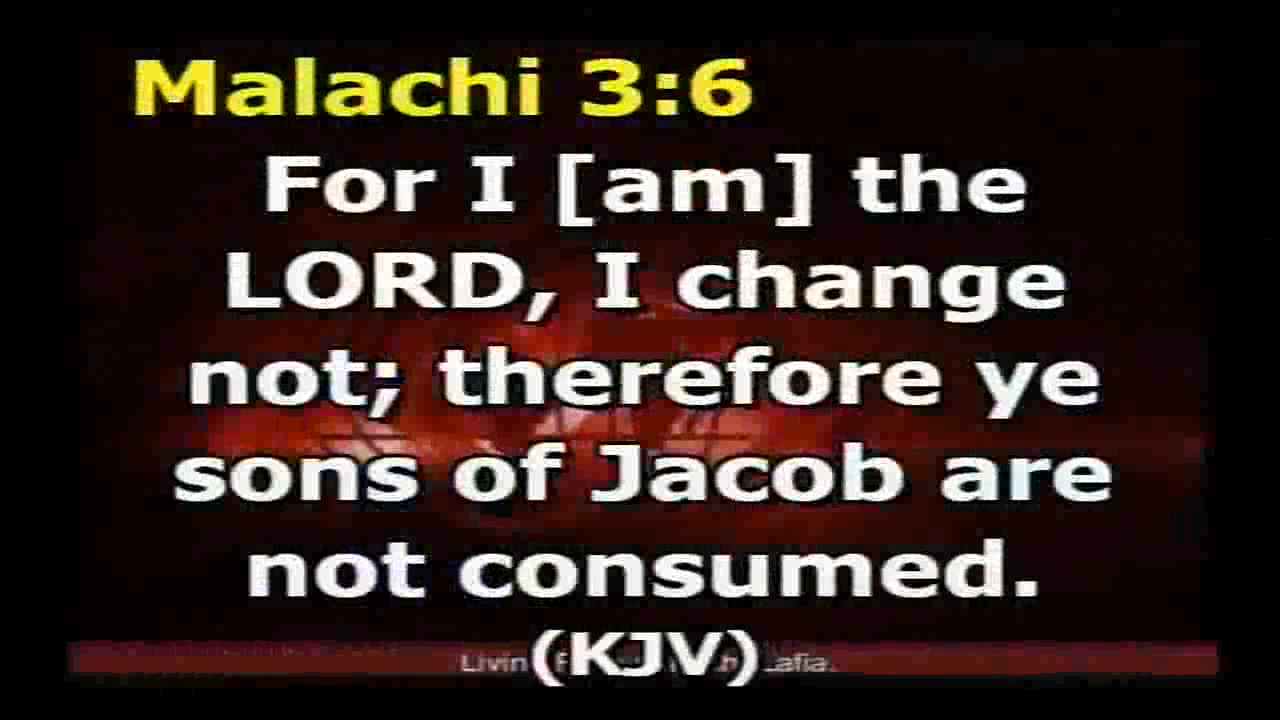 Malachi 3:6
For I [am] the
LORD, I change
not; therefore ye
sons of Jacob are
not consumed.
(KJV)